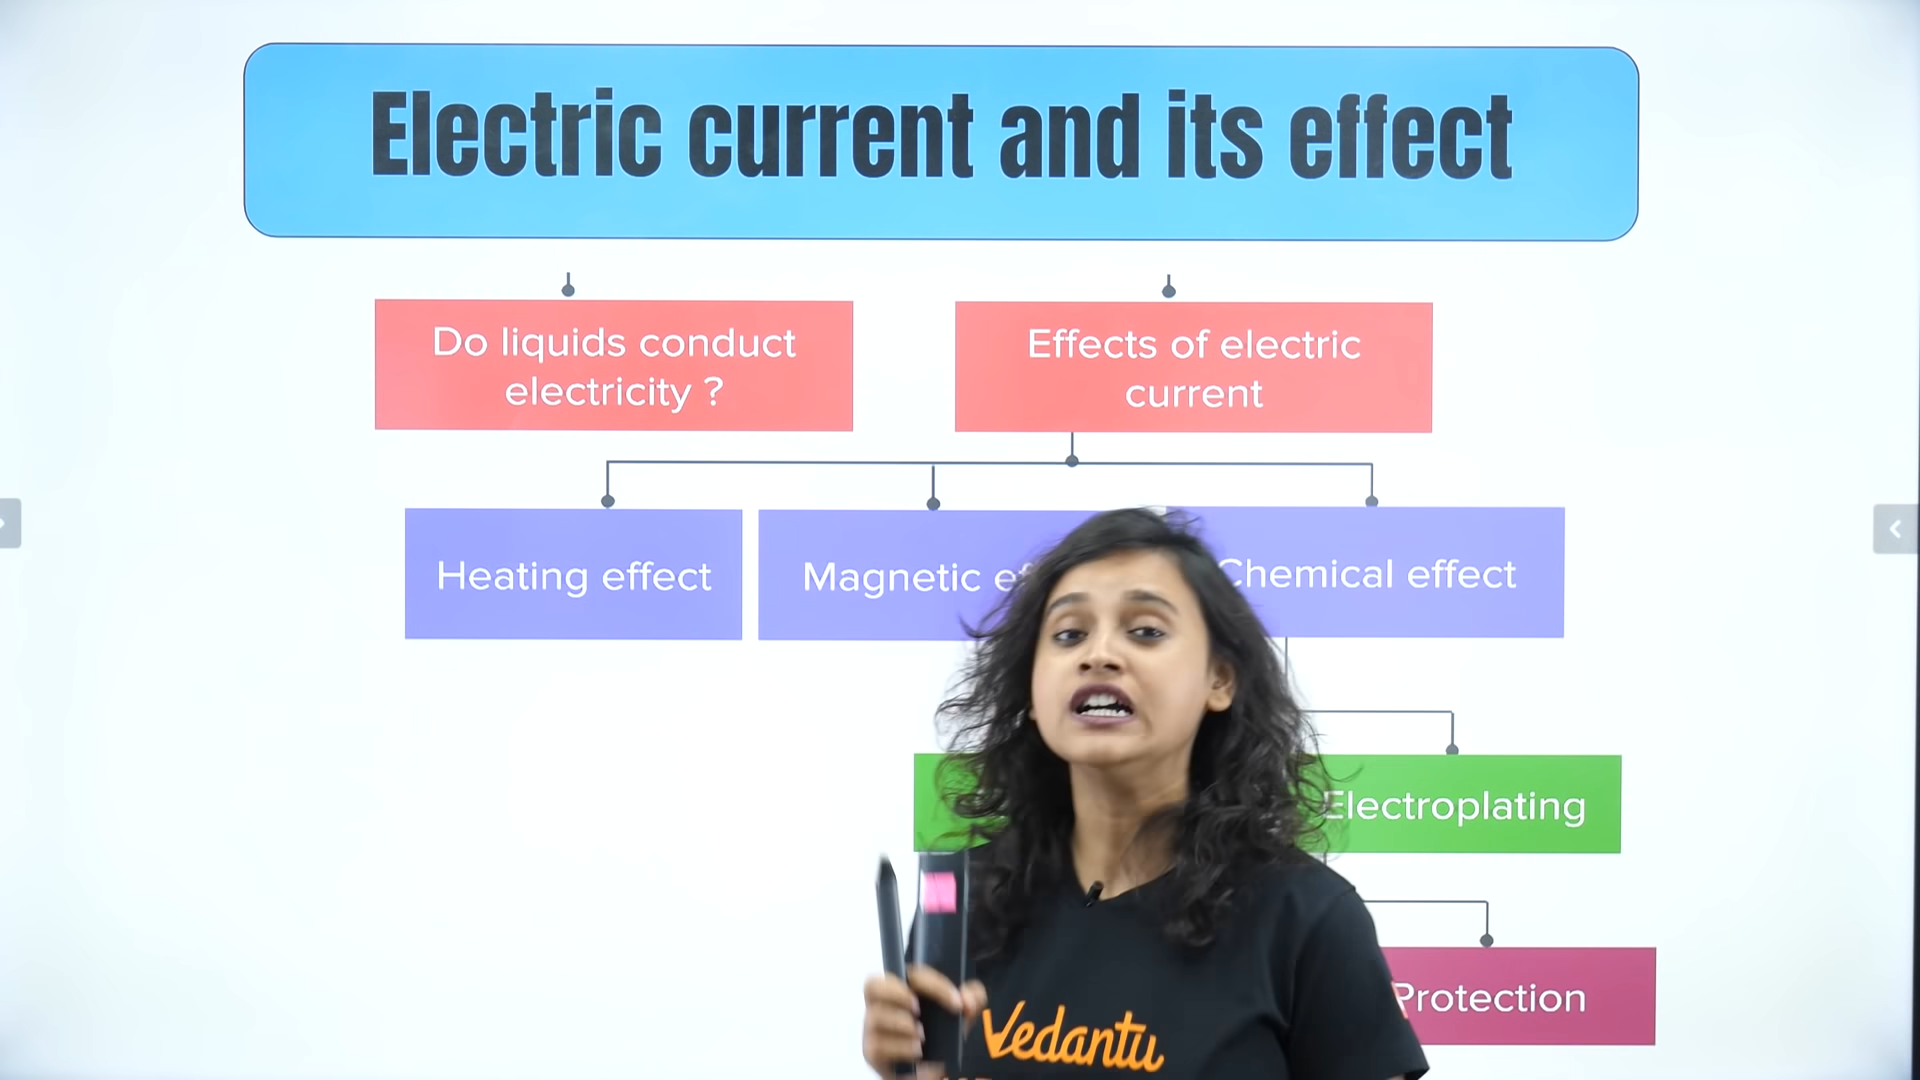 Electric current and its effect
Do liquids conduct
electricity ?
Effects of electric
current
Heating effect
Magnetic
Chemical effect
Electroplating
Protection
Vedantu